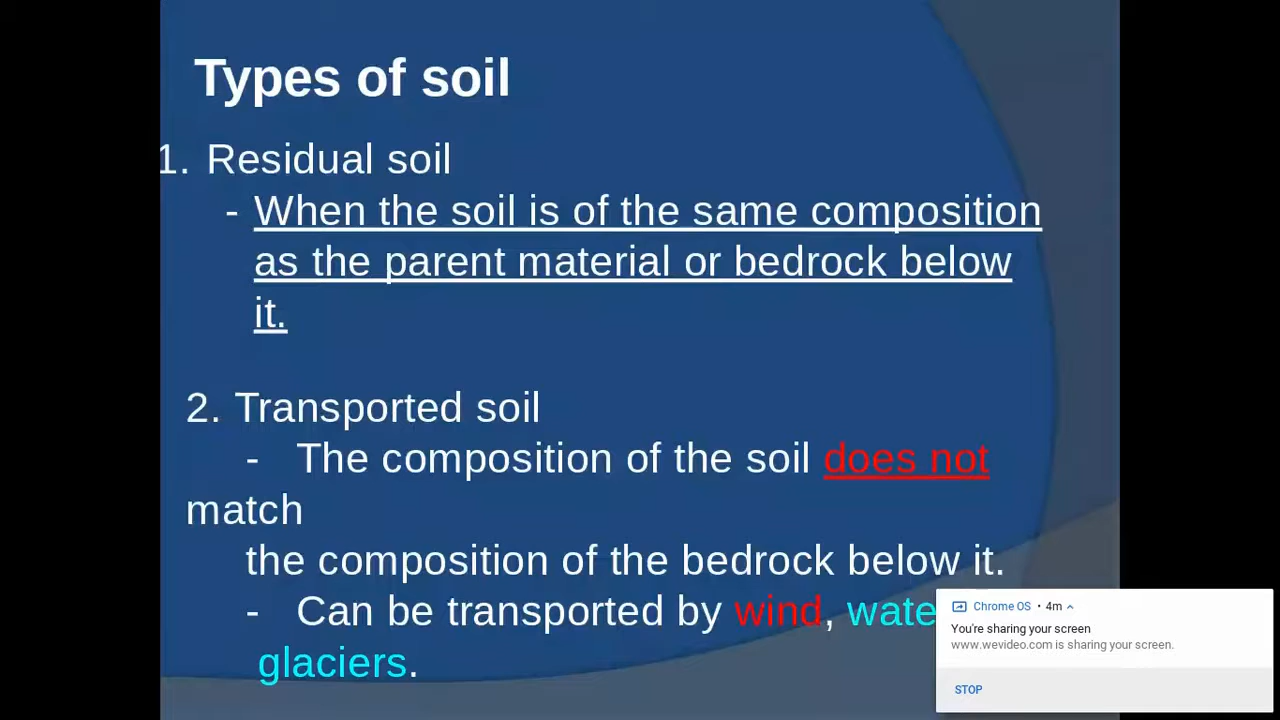 Types of soil
1. Residual soil
- When the soil is of the same composition
as the parent material or bedrock below
it.
2. Transported soil
- The composition of the soil does not
match
the composition of the bedrock below it.
- Can be transported by wind,
glaciers.
Chrome OS • 4m
You're sharing your screen
www.wevideo.com is sharing your screen.
STOP